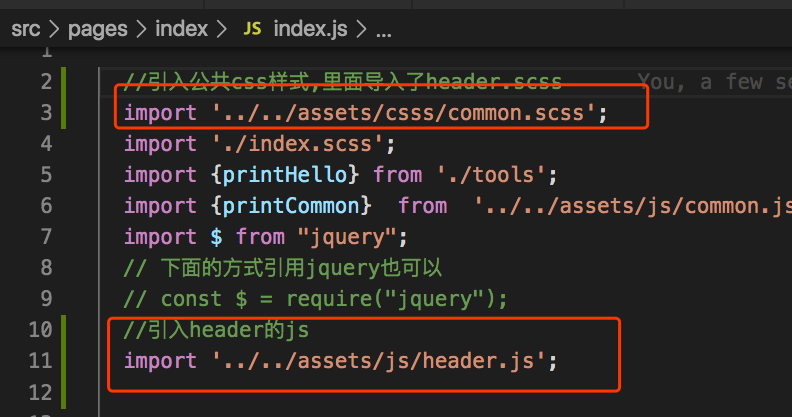 src > pages > index > JS index.js > ...
1
2 //引入公共css样式,里面导入了header.scss You, a few se
3 import '../../assets/csss/common.scss';
4 import './index.scss';
5 import {printHello} from './tools';
6 import {printCommon} from '../../assets/js/common.js
7 import $ from "jquery";
8 // 下面的方式引用jquery也可以
9 // const $ = require("jquery");
10 //引入header的js
11 import '../../assets/js/header.js';
12